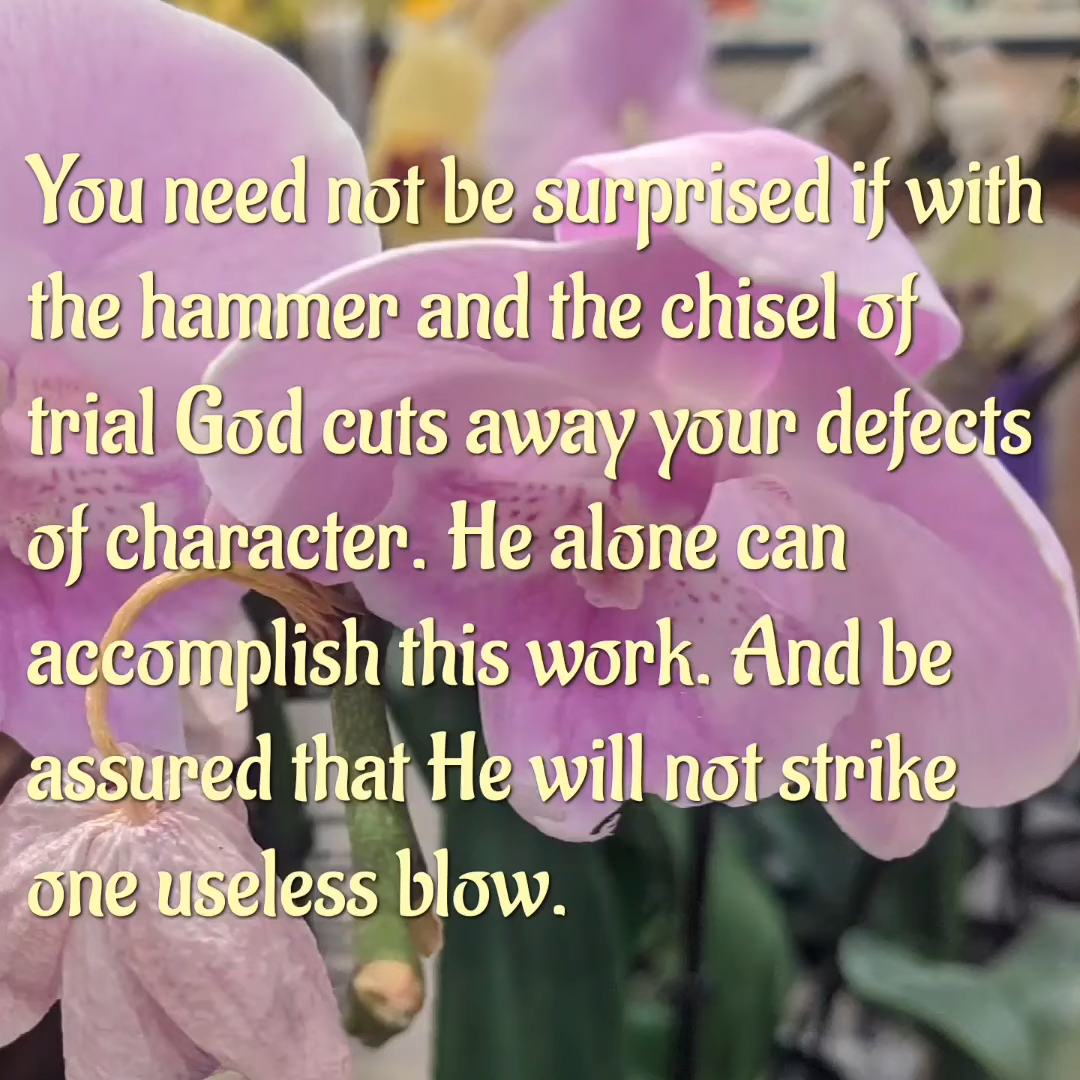 You need not be surprised if with
the hammer and the chisel of
trial God cuts away your defects
of character. He alone can
accomplish this work. And be
assured that He will not strike
one useless blow.